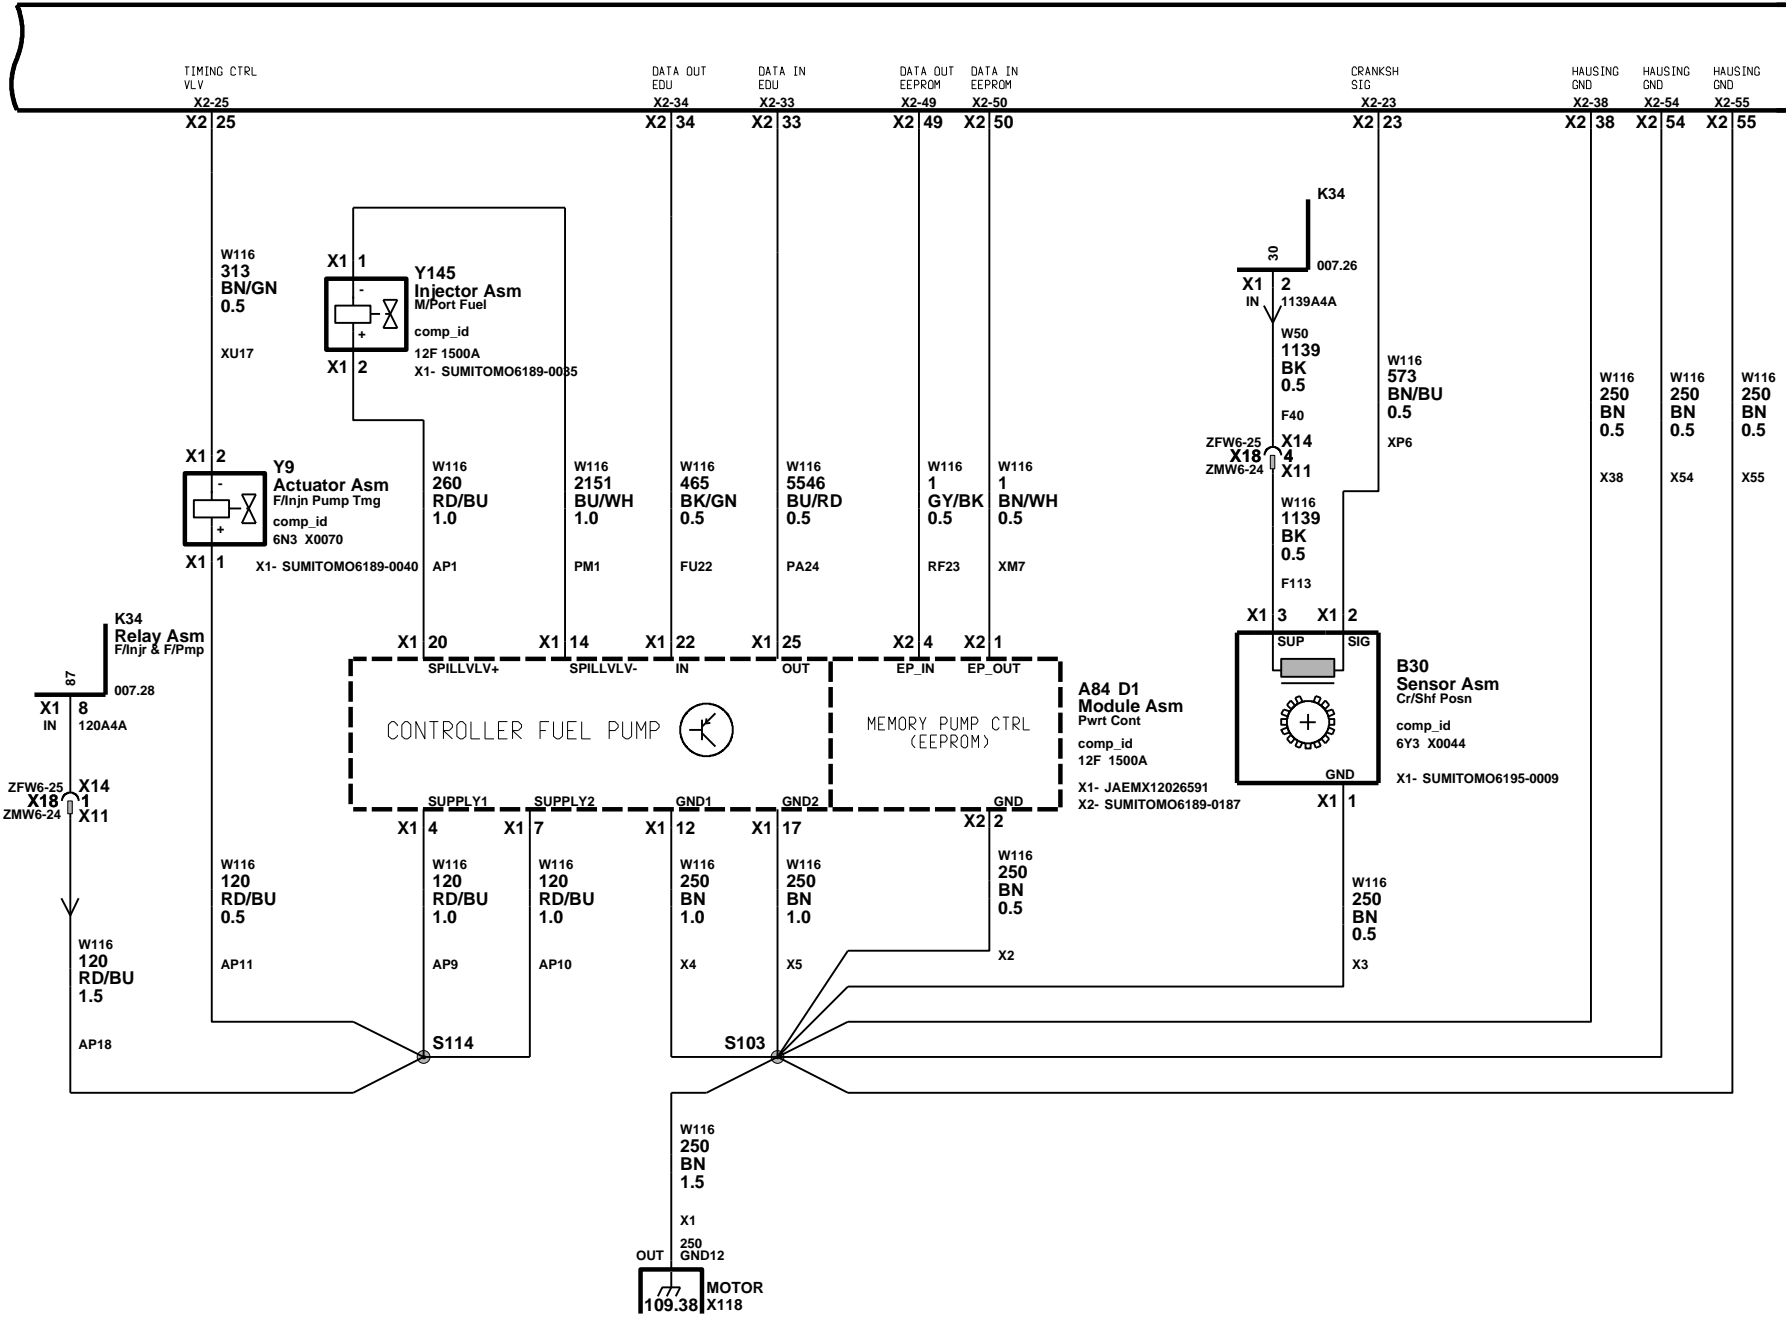 TIMING CTRL
VLV
X2-25
X2 25
DATA OUT
EDU
X2-34
X2 34
DATA IN
EDU
X2-33
X2 33
DATA OUT
EEPROM
X2-49
X2 49
DATA IN
EEPROM
X2-50
X2 50
CRANKSH
SIG
X2-23
X2 23
HAUSING
GND
X2-38
X2 38
HAUSING
GND
X2-54
X2 54
HAUSING
GND
X2-55
X2 55
W116
313
BN/GN
0.5
XU17
X1 1
-
+
X1 2
Y145
Injector Asm
M/Port Fuel
comp_id
12F 1500A
X1- SUMITOMO6189-0035
K34
30
007.26
X1 2
IN 1139A4A
W50
1139
BK
0.5
F40
ZFW6-25 X14
X18 4
ZMW6-24 X11
W116
1139
BK
0.5
F113
W116
573
BN/BU
0.5
XP6
W116
250
BN
0.5
X38
W116
250
BN
0.5
X54
W116
250
BN
0.5
X55
X1 2
-
+
X1 1
Y9
Actuator Asm
F/Injn Pump Tmg
comp_id
6N3 X0070
X1- SUMITOMO6189-0040
W116
260
RD/BU
1.0
AP1
W116
2151
BU/WH
1.0
PM1
W116
465
BK/GN
0.5
FU22
W116
5546
BU/RD
0.5
PA24
W116
1
GY/BK
0.5
RF23
W116
1
BN/WH
0.5
XM7
K34
Relay Asm
F/Injr & F/Pmp
87
007.28
X1 8
IN 120A4A
ZFW6-25 X14
X18 1
ZMW6-24 X11
W116
120
RD/BU
1.5
AP18
X1 20
X1 14
X1 22
X1 25
X2 4
X2 1
SPILLVLV+
SPILLVLV-
IN
OUT
EP_IN
EP_OUT
CONTROLLER FUEL PUMP
MEMORY PUMP CTRL
(EEPROM)
SUPPLY1
SUPPLY2
GND1
GND2
GND
X1 4
X1 7
X1 12
X1 17
X2 2
A84 D1
Module Asm
Pwrt Cont
comp_id
12F 1500A
X1- JAEMX12026591
X2- SUMITOMO6189-0187
X1 3
X1 2
SUP
SIG
GND
X1 1
B30
Sensor Asm
Cr/Shf Posn
comp_id
6Y3 X0044
X1- SUMITOMO6195-0009
W116
120
RD/BU
0.5
AP11
W116
120
RD/BU
1.0
AP9
W116
120
RD/BU
1.0
AP10
W116
250
BN
1.0
X4
W116
250
BN
1.0
X5
W116
250
BN
0.5
X2
W116
250
BN
0.5
X3
S114
S103
W116
250
BN
1.5
X1
250
OUT GND12
109.38
MOTOR
X118